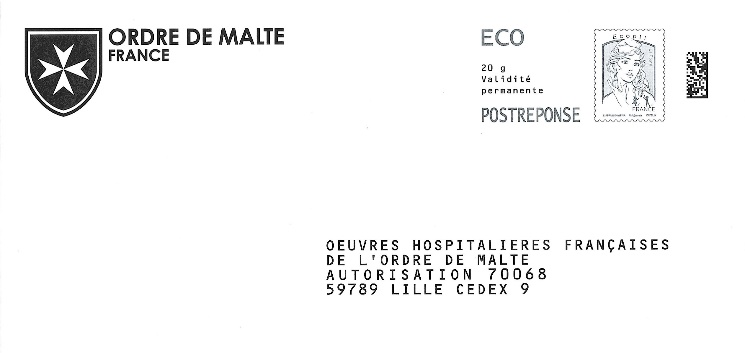 ORDRE DE MALTE
FRANCE
ECO
20 g
Validité
permanente
POSTREPONSE
FRANCE
OEUVRES HOSPITALIERES FRANÇAISES
DE L'ORDRE DE MALTE
AUTORISATION 70068
59789 LILLE CEDEX 9